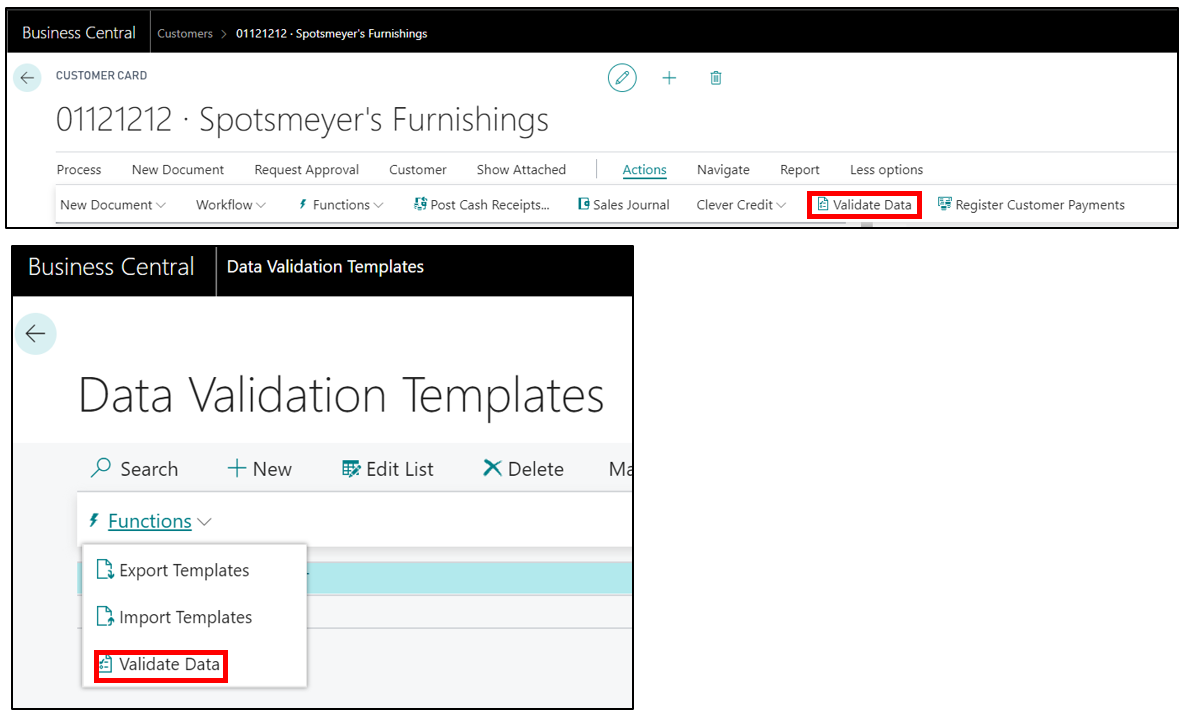 Business Central Customers > 01121212 · Spotsmeyer's Furnishings
CUSTOMER CARD
01121212 · Spotsmeyer's Furnishings
Process New Document Request Approval Customer Show Attached Actions Navigate Report Less options
New Document Workflow Functions Post Cash Receipts... Sales Journal Clever Credit Validate Data Register Customer Payments
Business Central Data Validation Templates
Data Validation Templates
Search New Edit List Delete Ma
Functions
Export Templates
Import Templates
Validate Data